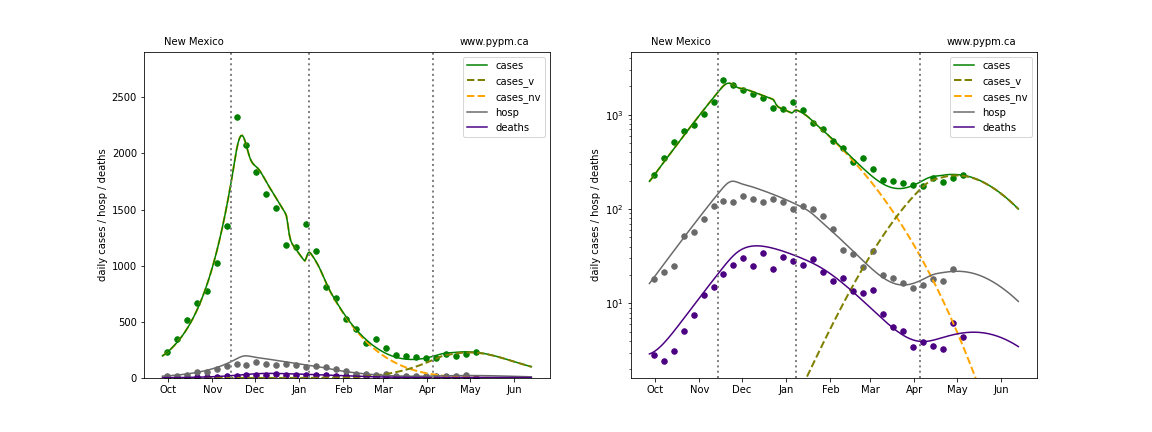 New Mexico www.pypm.ca
cases
cases_v
cases_nv
hosp
deaths
daily cases / hosp / deaths
2500
2000
1500
1000
500
0
Oct Nov Dec Jan Feb Mar Apr May Jun
New Mexico www.pypm.ca
cases
cases_v
cases_nv
hosp
deaths
daily cases / hosp / deaths
10³
10²
10¹
Oct Nov Dec Jan Feb Mar Apr May Jun